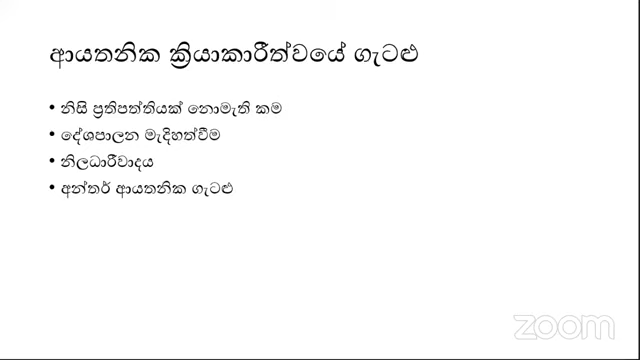 ආයතනික ක්‍රියාකාරීත්වයේ ගැටළු
• නිසි ප්‍රතිපත්තියක් නොමැති කම
• දේශපාලන මැදිහත්වීම
• නිලධාරීවාදය
• අන්තර් ආයතනික ගැටළු
zoom